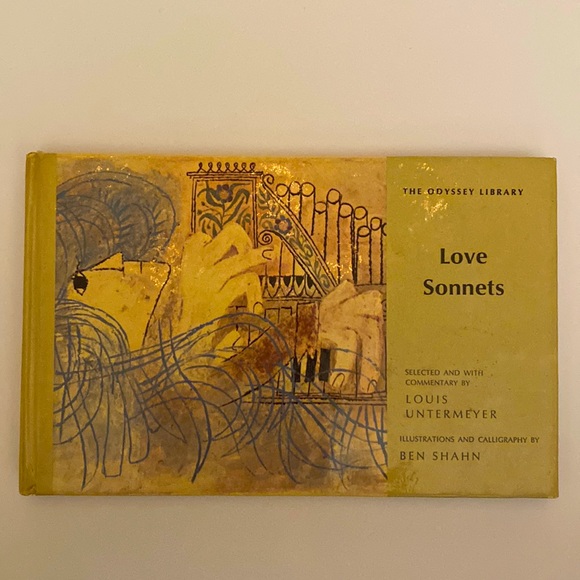 THE ODYSSEY LIBRARY
Love
Sonnets
SELECTED AND WITH
COMMENTARY BY
LOUIS
UNTERMEYER
ILLUSTRATIONS AND CALLIGRAPHY BY
BEN SHAHN